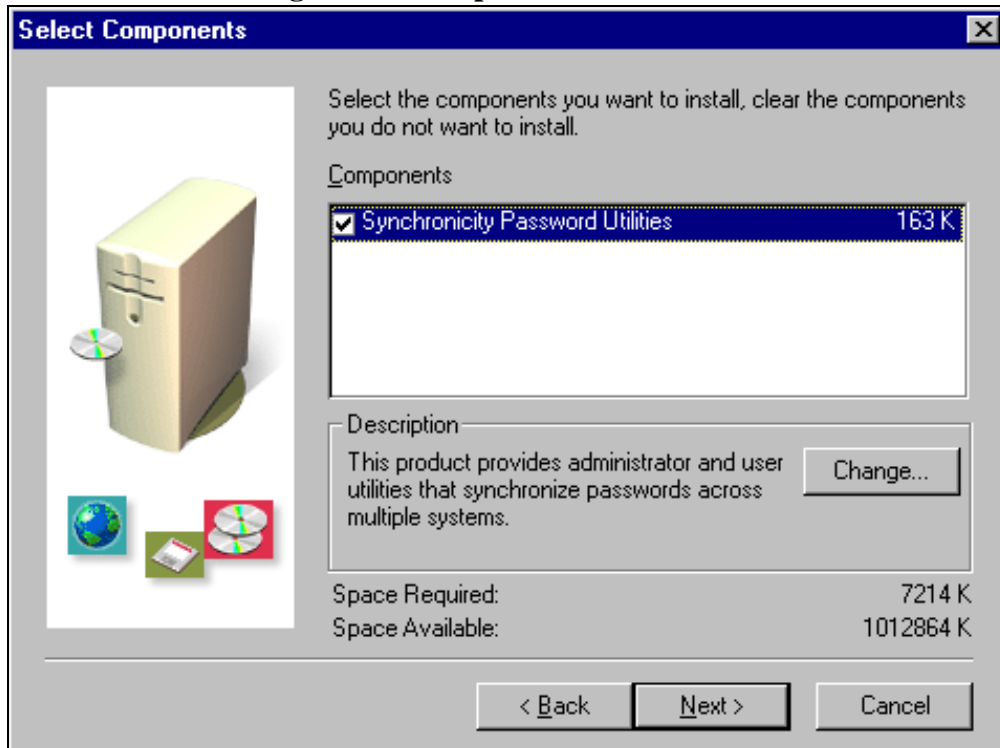 Select Components
Select the components you want to install, clear the components
you do not want to install.
Components
Synchronicity Password Utilities 163 K
Description
This product provides administrator and user
utilities that synchronize passwords across
multiple systems.
Change...
Space Required: 7214 K
Space Available: 1012864 K
< Back Next > Cancel